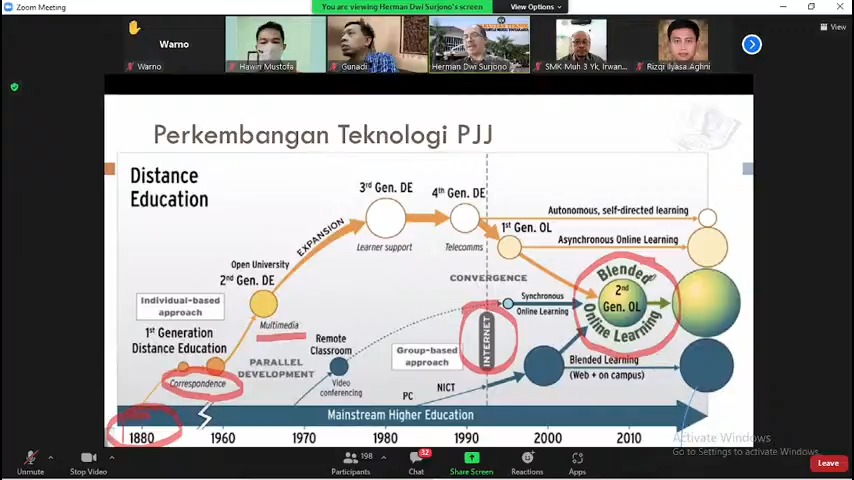 Zoom Meeting
You are viewing Herman Dwi Surjono's screen
View Options
View
Warno
Warno
Hawin Mustofa
Gunadi
Herman Dwi Surjono
SMK Muh 3 Yk, Irwan...
Rizqi Ilyasa Aghni
Perkembangan Teknologi PJJ
Distance
Education
3rd Gen. DE
4th Gen. DE
Autonomous, self-directed learning
1st Gen. OL
EXPANSION
Learner support
Telecomms
Asynchronous Online Learning
Open University
2nd Gen. DE
CONVERGENCE
Blended
Online Learning
2nd
Gen. OL
Individual-based
approach
Synchronous
Online Learning
Multimedia
1st Generation
Distance Education
Remote
Classroom
INTERNET
Group-based
approach
PARALLEL
DEVELOPMENT
Correspondence
Video
conferencing
Blended Learning
(Web + on campus)
NICT
PC
Mainstream Higher Education
1880
1960
1970
1980
1990
2000
2010
Activate Windows
Go to Settings to activate Windows.
Unmute
Stop Video
198
Participants
32
Chat
Share Screen
Reactions
Apps
Leave